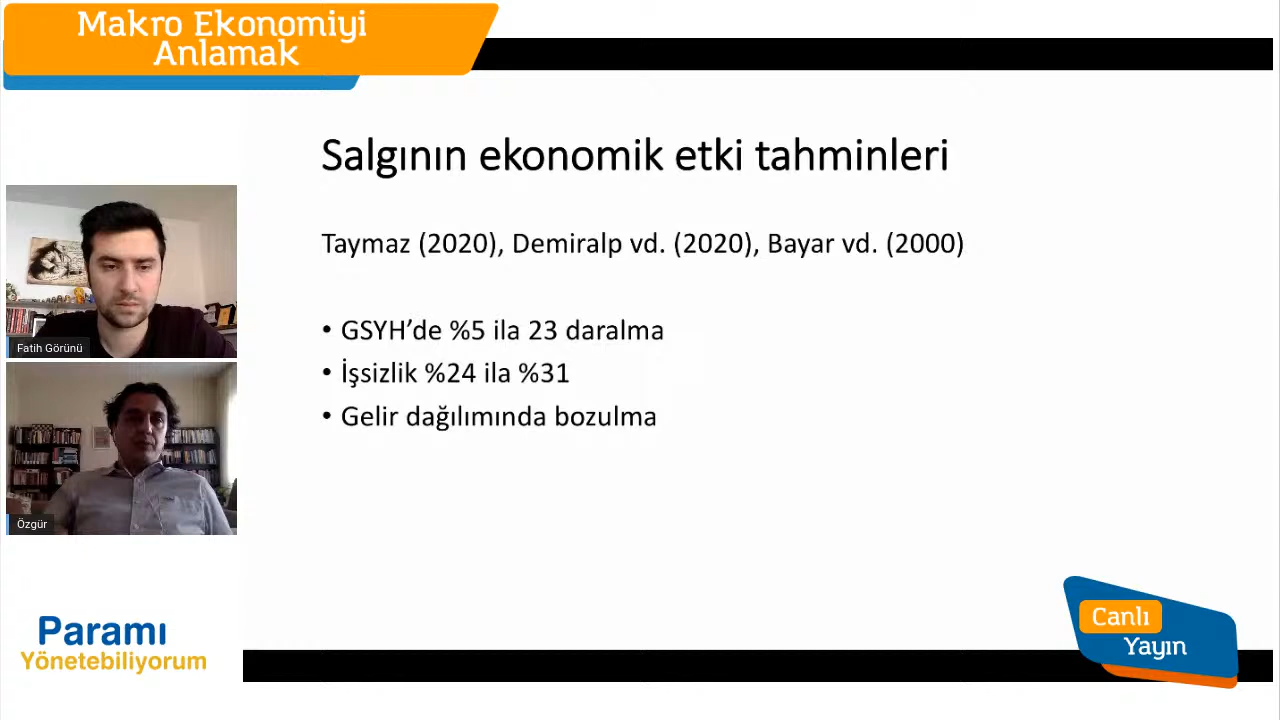 Makro Ekonomiyi
Anlamak
Salgının ekonomik etki tahminleri
Taymaz (2020), Demiralp vd. (2020), Bayar vd. (2000)
• GSYH’de %5 ila 23 daralma
• İşsizlik %24 ila %31
• Gelir dağılımında bozulma
Fatih Görünü
Özgür
Paramı
Yönetebiliyorum
Canlı
Yayın